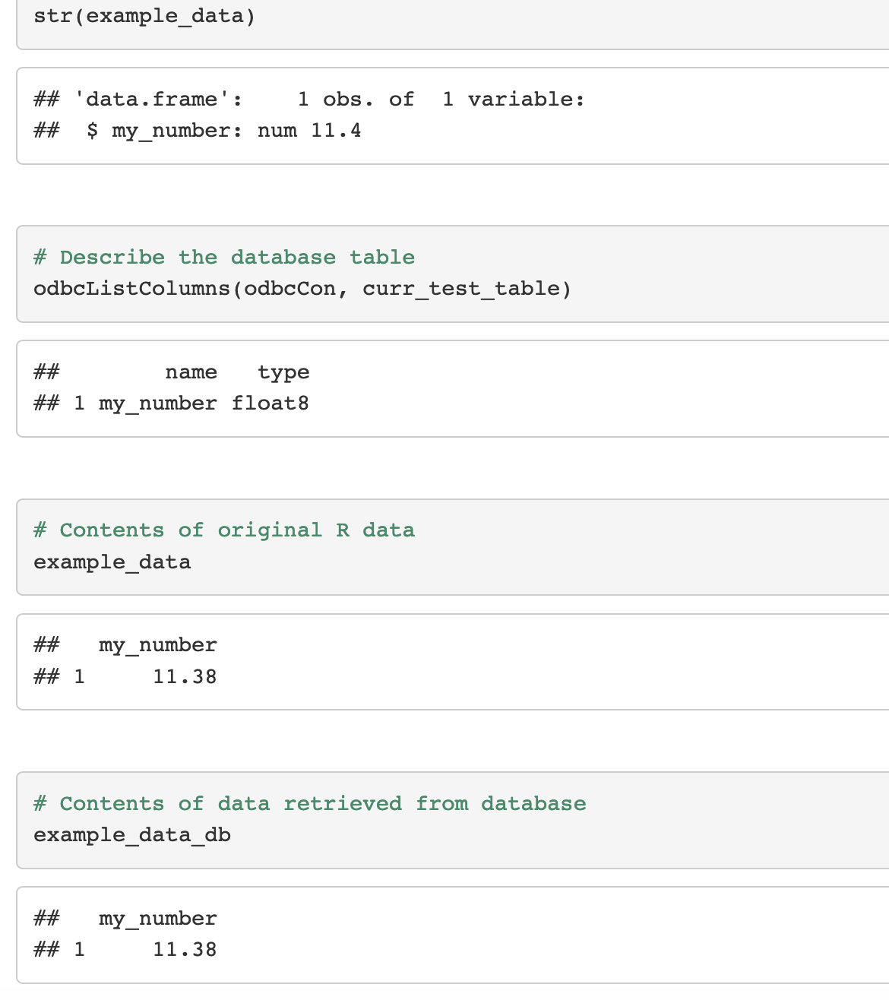 str(example_data)
## 'data.frame':    1 obs. of  1 variable:
##  $ my_number: num 11.4
# Describe the database table
odbcListColumns(odbcCon, curr_test_table)
##        name   type
## 1 my_number float8
# Contents of original R data
example_data
##   my_number
## 1     11.38
# Contents of data retrieved from database
example_data_db
##   my_number
## 1     11.38